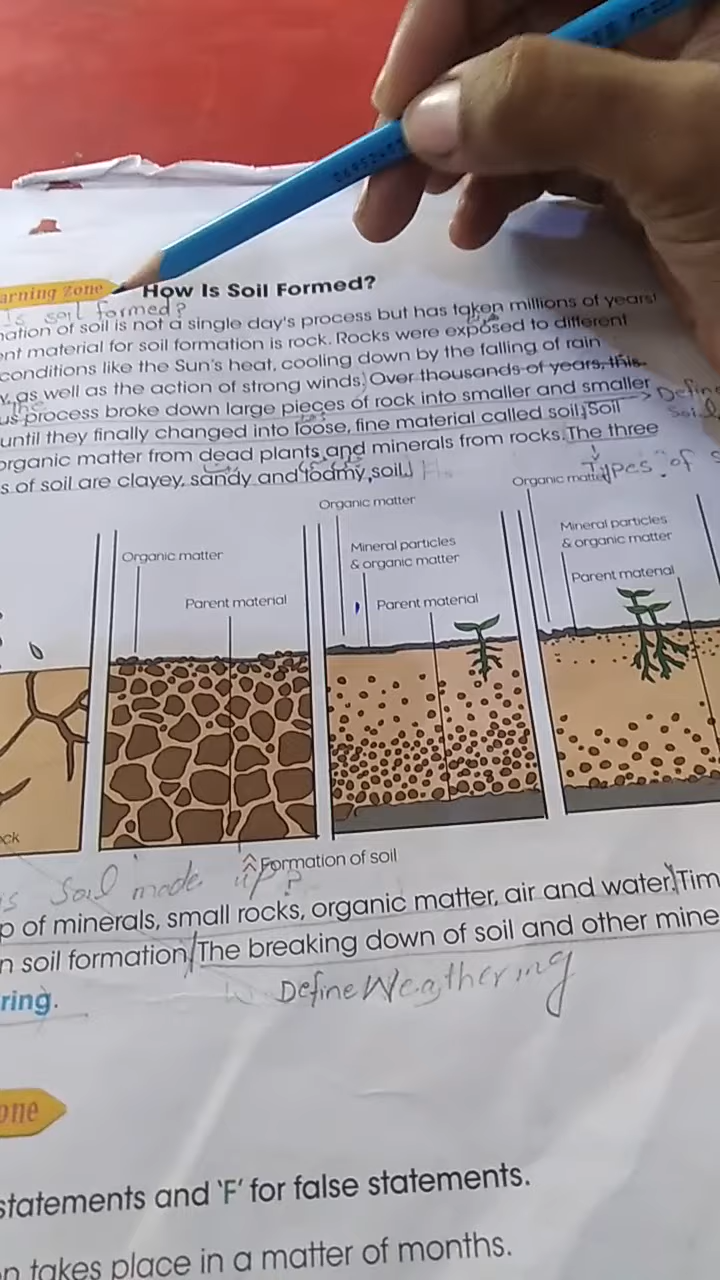 arning Zone
How Is Soil Formed?
is soil formed?
nation of soil is not a single day's process but has taken millions of years!
ent material for soil formation is rock. Rocks were exposed to different
conditions like the Sun's heat, cooling down by the falling of rain
as well as the action of strong winds. Over thousands of years, this
us process broke down large pieces of rock into smaller and smaller
Define
until they finally changed into loose, fine material called soil. Soil
Soil
organic matter from dead plants and minerals from rocks. The three
s of soil are clayey, sandy and loamy soil.
Types of s
Organic matter
Organic matter
Mineral particles
& organic matter
Mineral particles
& organic matter
Organic matter
Parent material
Parent material
Parent material
ck
Formation of soil
is Soil made up?
p of minerals, small rocks, organic matter, air and water. Tim
n soil formation. The breaking down of soil and other mine
ring.
Define Weathering
one
statements and 'F' for false statements.
n takes place in a matter of months.